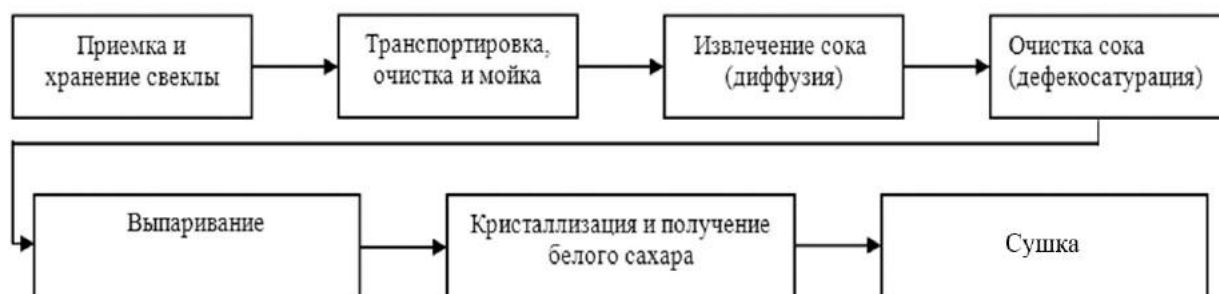 Приемка и
хранение свеклы
Транспортировка,
очистка и мойка
Извлечение сока
(диффузия)
Очистка сока
(дефекосатурация)
Выпаривание
Кристаллизация и получение
белого сахара
Сушка